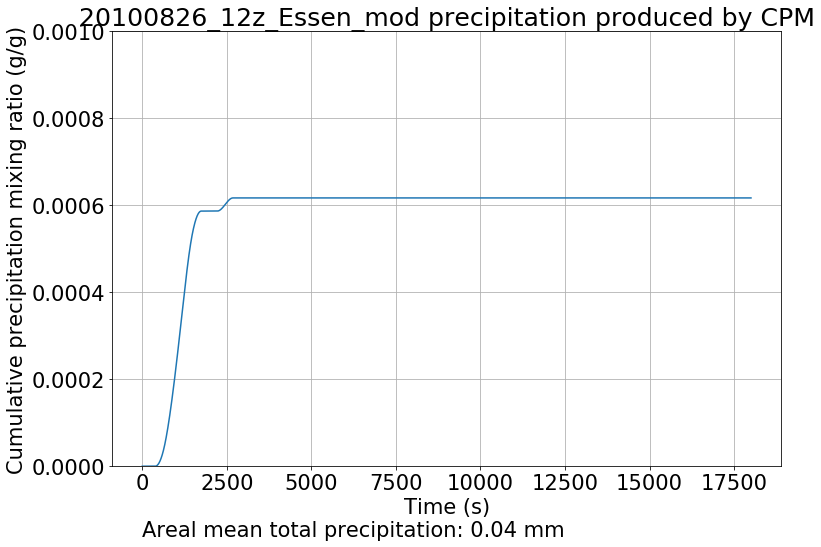 20100826_12z_Essen_mod precipitation produced by CPM
Cumulative precipitation mixing ratio (g/g)
0.0010
0.0008
0.0006
0.0004
0.0002
0.0000
0 2500 5000 7500 10000 12500 15000 17500
Time (s)
Areal mean total precipitation: 0.04 mm